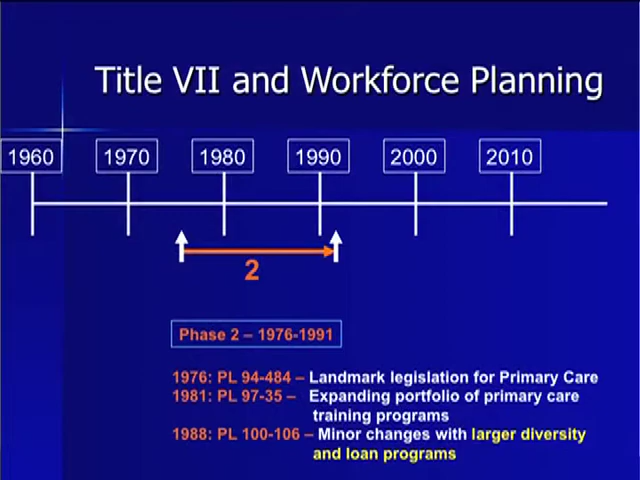 Title VII and Workforce Planning
1960 1970 1980 1990 2000 2010
2
Phase 2 – 1976-1991
1976: PL 94-484 – Landmark legislation for Primary Care
1981: PL 97-35 – Expanding portfolio of primary care
training programs
1988: PL 100-106 – Minor changes with larger diversity
and loan programs